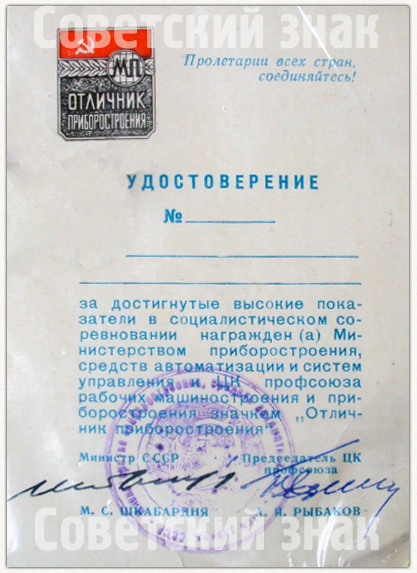 Советский знак
МП
ОТЛИЧНИК
ПРИБОРОСТРОЕНИЯ
Пролетарии всех стран,
соединяйтесь!
УДОСТОВЕРЕНИЕ
№
за достигнутые высокие пока-
затели в социалистическом со-
ревновании награжден (а) Ми-
нистерством приборостроения,
средств автоматизации и систем
управления и ЦК профсоюза
рабочих машиностроения и при-
боростроения значком „Отлич-
ник приборостроения"
Министр СССР
Председатель ЦК
профсоюза
М. С. ШКАБАРДНЯ
А. Я. РЫБАКОВ
Советский знак